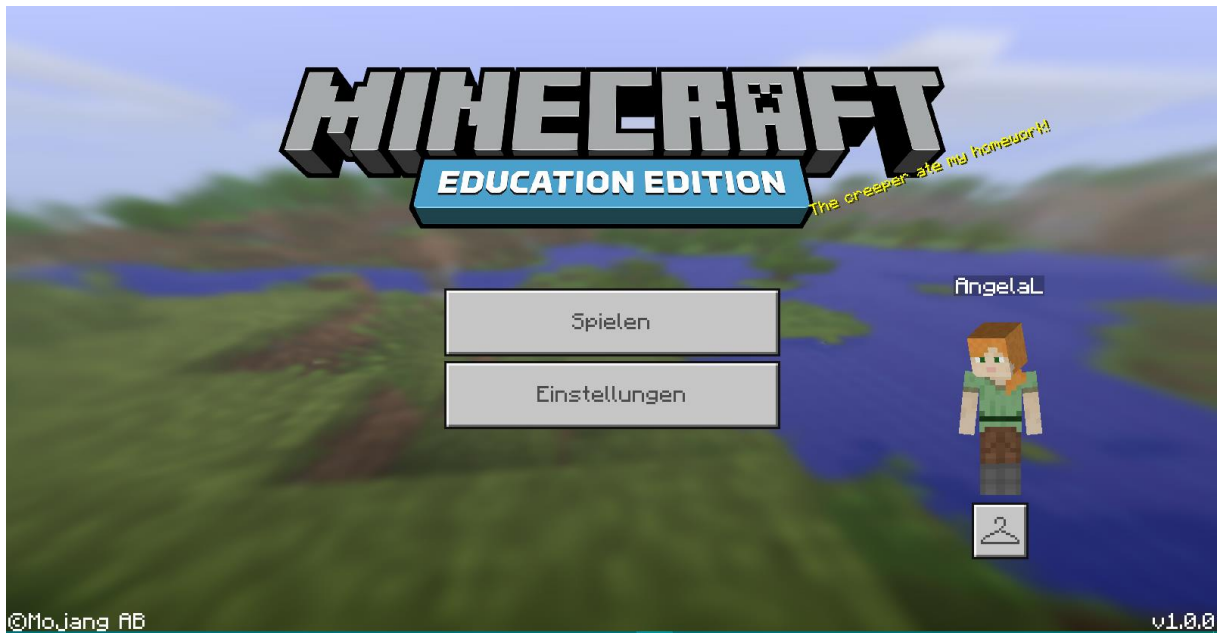 MINECRAFT
EDUCATION EDITION
The creeper ate my homework!
AngelaL
Spielen
Einstellungen
©Mojang AB
v1.0.0